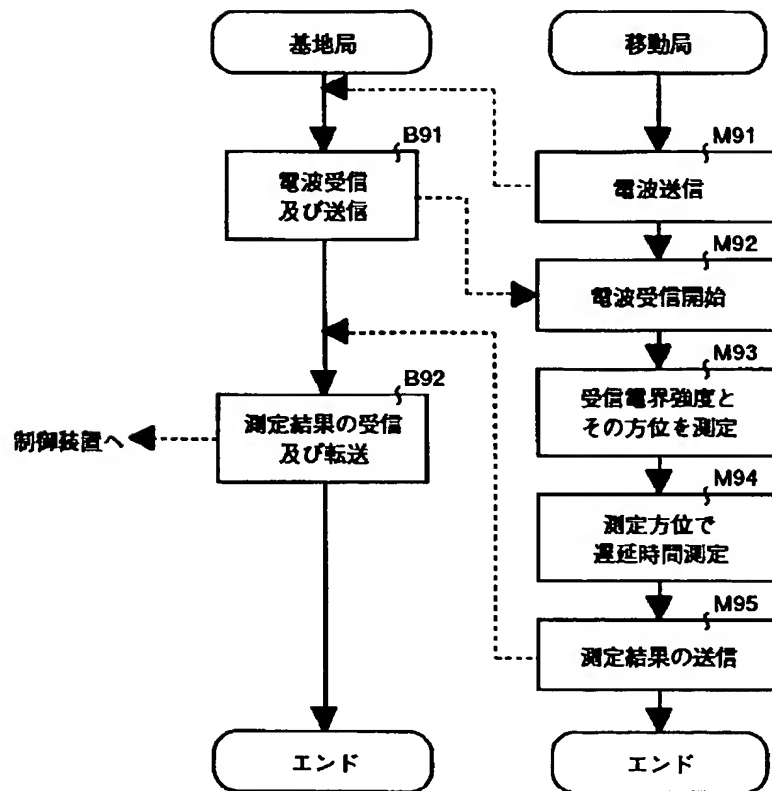 基地局
移動局
B91
電波受信
及び送信
M91
電波送信
M92
電波受信開始
M93
受信電界強度と
その方位を測定
B92
測定結果の受信
及び転送
制御装置へ
M94
測定方位で
遅延時間測定
M95
測定結果の送信
エンド
エンド